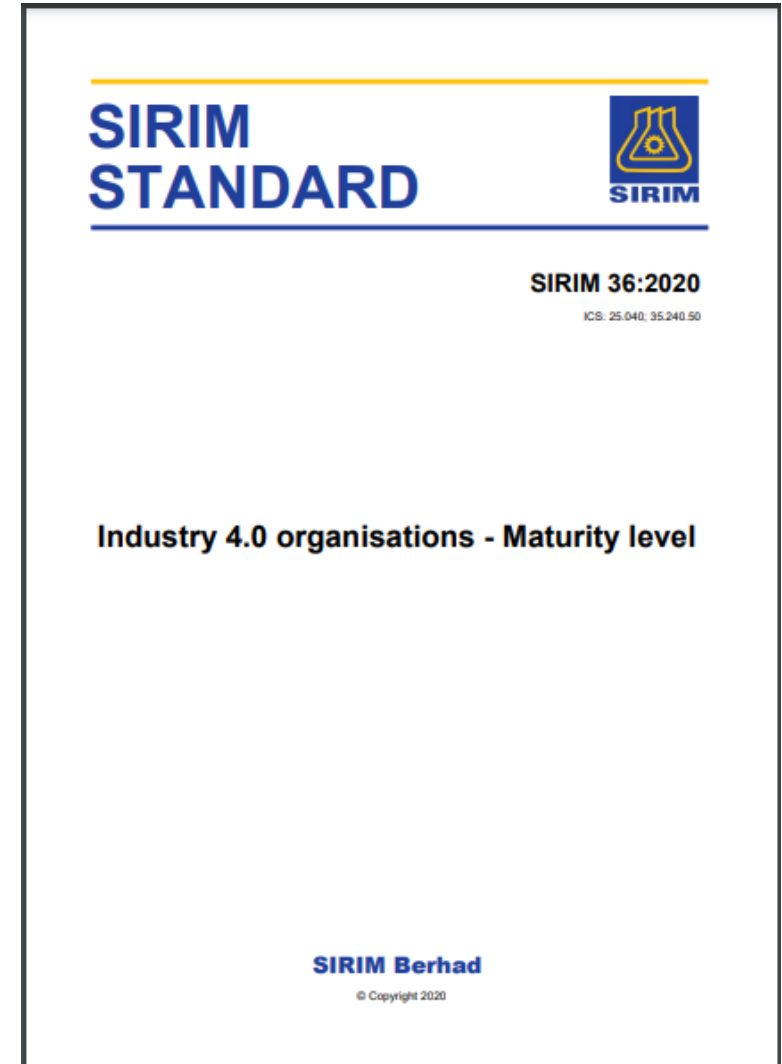 SIRIM
STANDARD
SIRIM
SIRIM 36:2020
ICS: 25.040; 35.240.50
Industry 4.0 organisations - Maturity level
SIRIM Berhad
© Copyright 2020